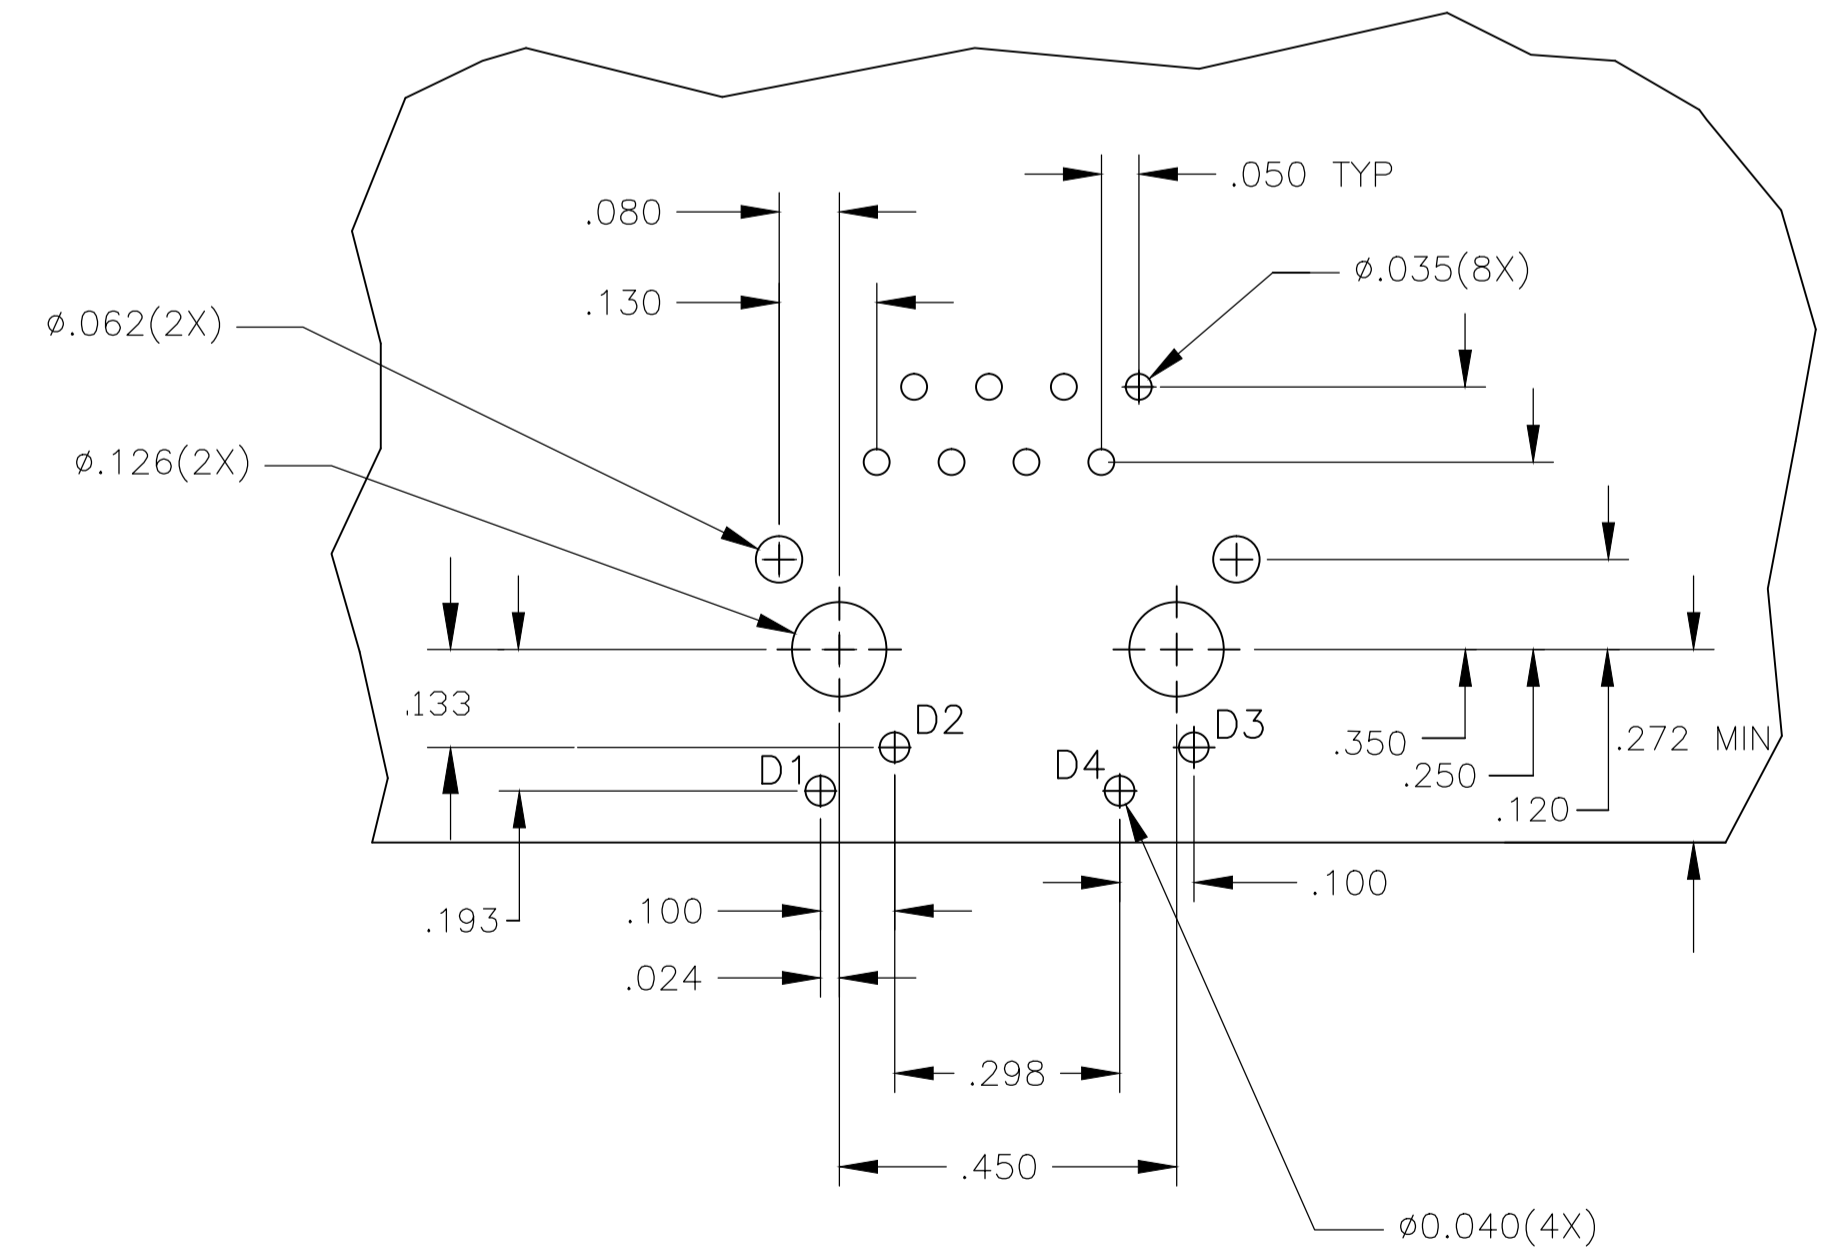 .050 TYP
.080
ø.035(8X)
.130
ø.062(2X)
ø.126(2X)
.133
D2
D3
.350
.272 MIN
D1
D4
.250
.120
.100
.193
.100
.024
.298
.450
ø0.040(4X)